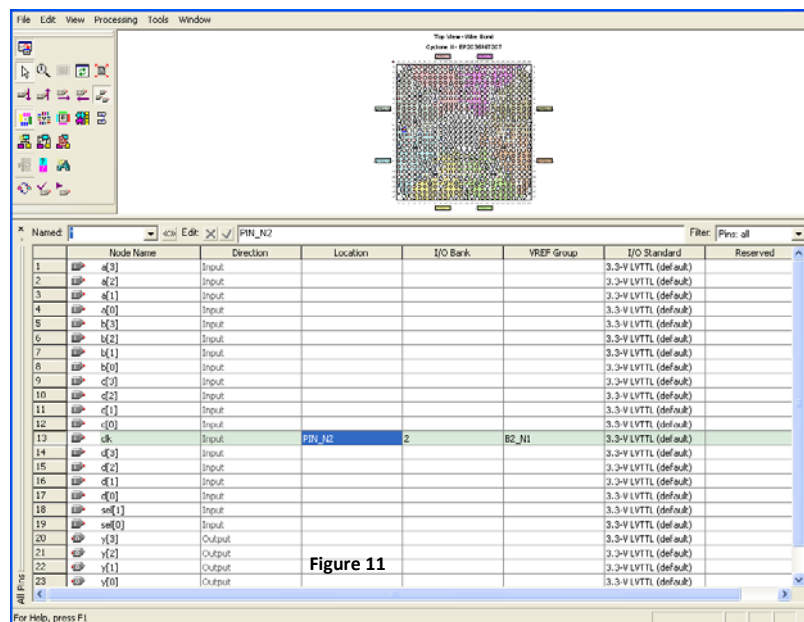 File Edit View Processing Tools Window
Top View - Wire Bond
Cyclone II - EP2C35F672C7
Named: * Edit: PIN_N2 Filter: Pins: all
Node Name Direction Location I/O Bank VREF Group I/O Standard Reserved
1 a[3] Input 3.3-V LVTTL (default)
2 a[2] Input 3.3-V LVTTL (default)
3 a[1] Input 3.3-V LVTTL (default)
4 a[0] Input 3.3-V LVTTL (default)
5 b[3] Input 3.3-V LVTTL (default)
6 b[2] Input 3.3-V LVTTL (default)
7 b[1] Input 3.3-V LVTTL (default)
8 b[0] Input 3.3-V LVTTL (default)
9 c[3] Input 3.3-V LVTTL (default)
10 c[2] Input 3.3-V LVTTL (default)
11 c[1] Input 3.3-V LVTTL (default)
12 c[0] Input 3.3-V LVTTL (default)
13 clk Input PIN_N2 2 B2_N1 3.3-V LVTTL (default)
14 d[3] Input 3.3-V LVTTL (default)
15 d[2] Input 3.3-V LVTTL (default)
16 d[1] Input 3.3-V LVTTL (default)
17 d[0] Input 3.3-V LVTTL (default)
18 sel[1] Input 3.3-V LVTTL (default)
19 sel[0] Input 3.3-V LVTTL (default)
20 y[3] Output 3.3-V LVTTL (default)
21 y[2] Output 3.3-V LVTTL (default)
22 y[1] Output 3.3-V LVTTL (default)
23 y[0] Output 3.3-V LVTTL (default)
Figure 11
All Pins
For Help, press F1